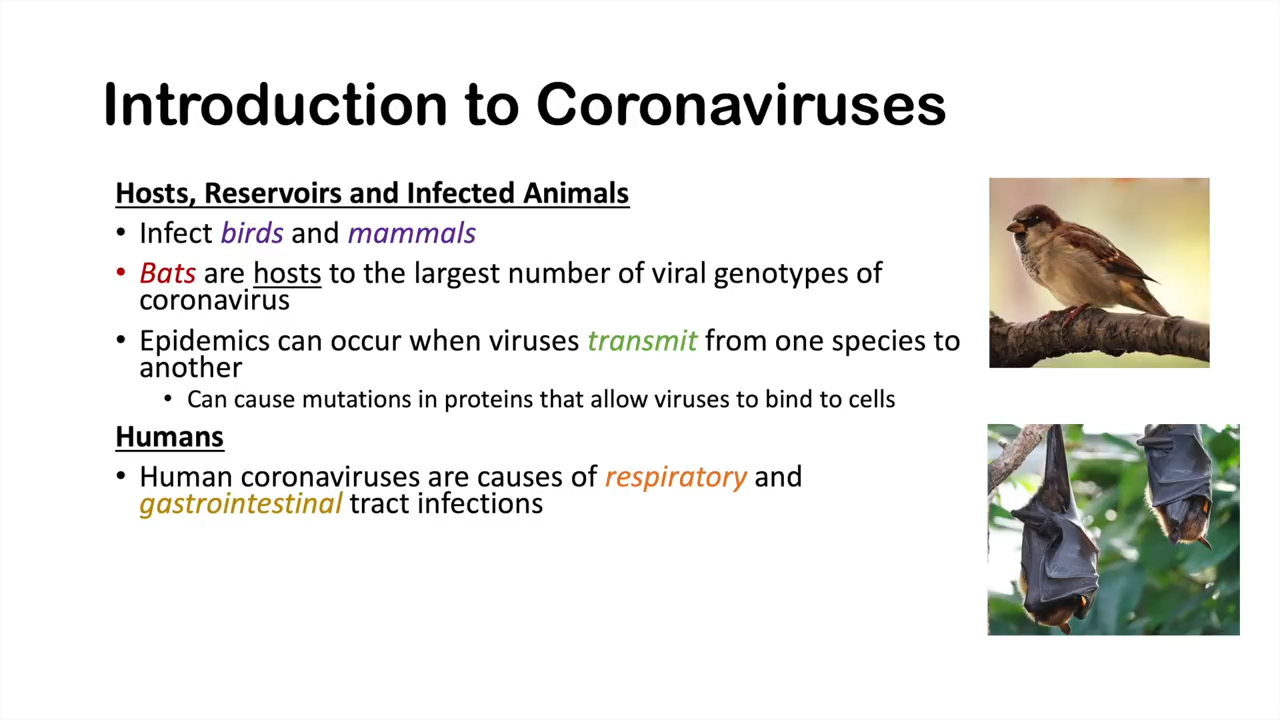 Introduction to Coronaviruses
Hosts, Reservoirs and Infected Animals
• Infect birds and mammals
• Bats are hosts to the largest number of viral genotypes of
coronavirus
• Epidemics can occur when viruses transmit from one species to
another
• Can cause mutations in proteins that allow viruses to bind to cells
Humans
• Human coronaviruses are causes of respiratory and
gastrointestinal tract infections